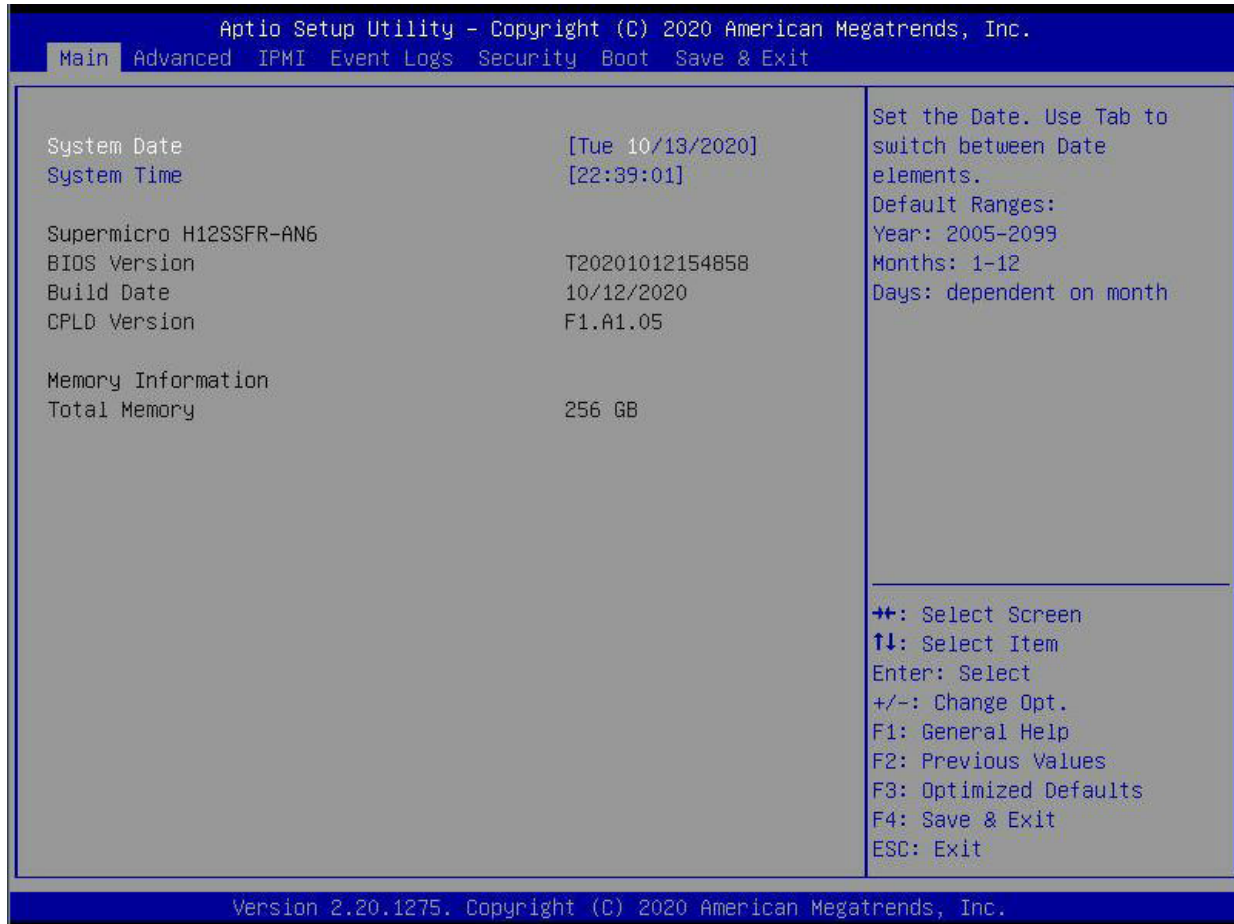 Aptio Setup Utility – Copyright (C) 2020 American Megatrends, Inc.
Main Advanced IPMI Event Logs Security Boot Save & Exit
System Date [Tue 10/13/2020]
System Time [22:39:01]
Supermicro H12SSFR-AN6
BIOS Version T20201012154858
Build Date 10/12/2020
CPLD Version F1.A1.05
Memory Information
Total Memory 256 GB
Set the Date. Use Tab to
switch between Date
elements.
Default Ranges:
Year: 2005-2099
Months: 1-12
Days: dependent on month
→←: Select Screen
↑↓: Select Item
Enter: Select
+/-: Change Opt.
F1: General Help
F2: Previous Values
F3: Optimized Defaults
F4: Save & Exit
ESC: Exit
Version 2.20.1275. Copyright (C) 2020 American Megatrends, Inc.